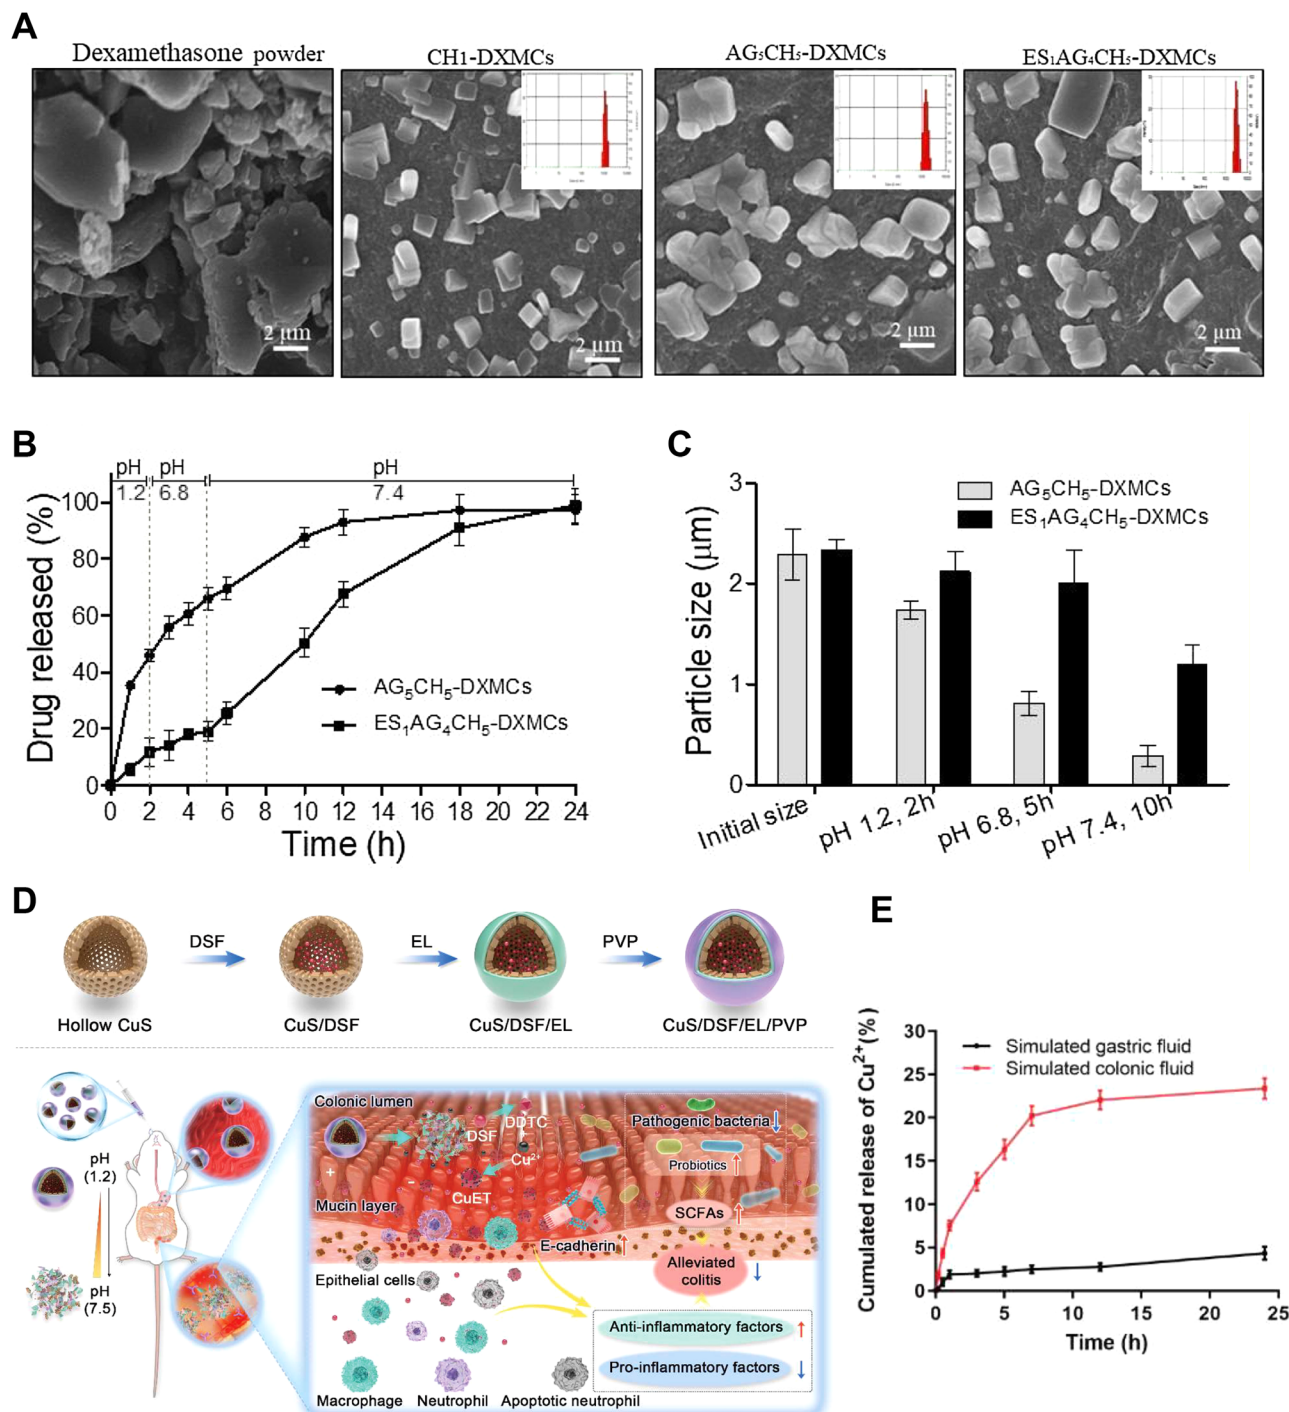 A
Dexamethasone powder
CH1-DXMCs
AG₅CH₅-DXMCs
ES₁AG₄CH₅-DXMCs
2 μm
2 μm
2 μm
2 μm
B
pH
pH
pH
1.2
6.8
7.4
Drug released (%)
100
80
60
40
20
0
AG₅CH₅-DXMCs
ES₁AG₄CH₅-DXMCs
0 2 4 6 8 10 12 14 16 18 20 22 24
Time (h)
C
Particle size (μm)
3
2
1
0
AG₅CH₅-DXMCs
ES₁AG₄CH₅-DXMCs
Initial size
pH 1.2, 2h
pH 6.8, 5h
pH 7.4, 10h
D
DSF
EL
PVP
Hollow CuS
CuS/DSF
CuS/DSF/EL
CuS/DSF/EL/PVP
pH
(1.2)
pH
(7.5)
Colonic lumen
DDTC
DSF
Cu²⁺
CuET
+
-
Mucin layer
E-cadherin
Epithelial cells
Pathogenic bacteria
Probiotics
SCFAs
Alleviated
colitis
Anti-inflammatory factors
Pro-inflammatory factors
Macrophage
Neutrophil
Apoptotic neutrophil
E
Cumulated release of Cu²⁺(%)
30
25
20
15
10
5
0
Simulated gastric fluid
Simulated colonic fluid
0 5 10 15 20 25
Time (h)